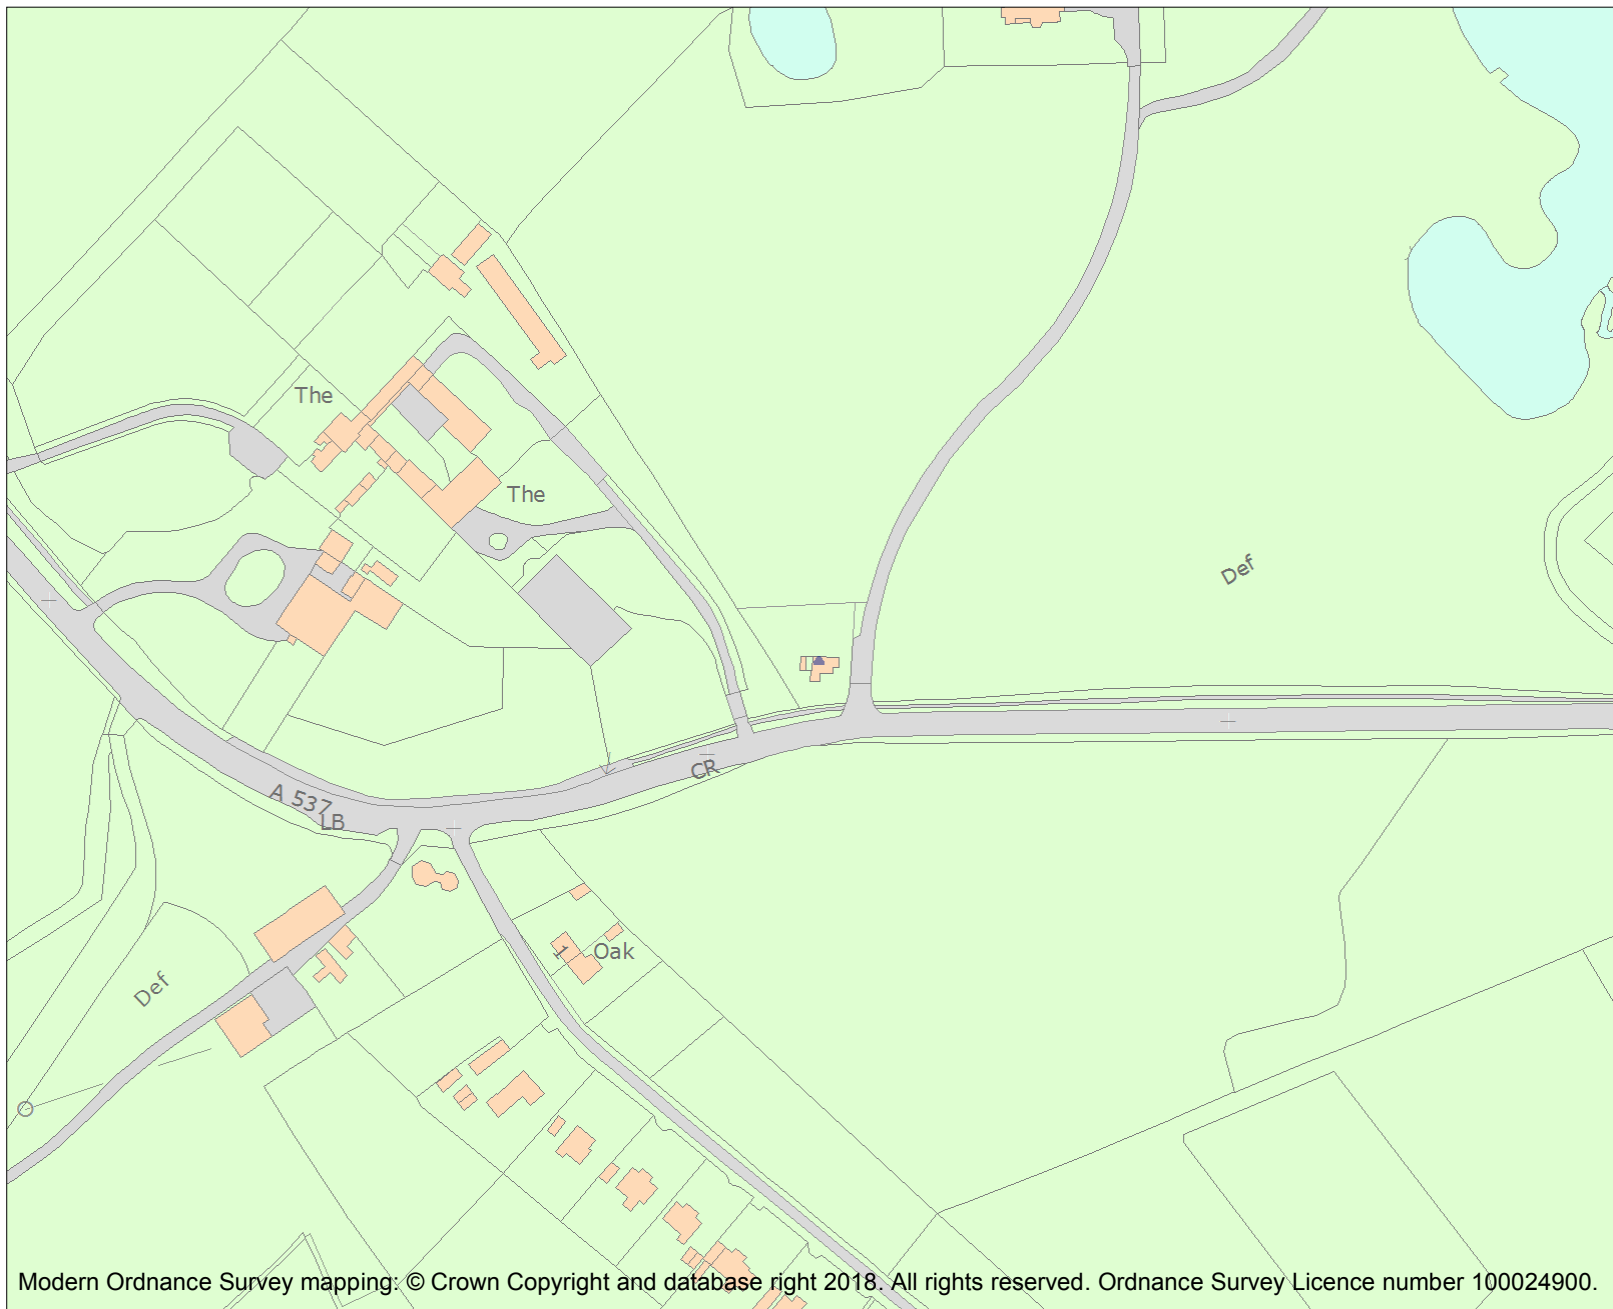 The
The
Def
CR
A 537
LB
1
Oak
Def
Modern Ordnance Survey mapping: © Crown Copyright and database right 2018. All rights reserved. Ordnance Survey Licence number 100024900.